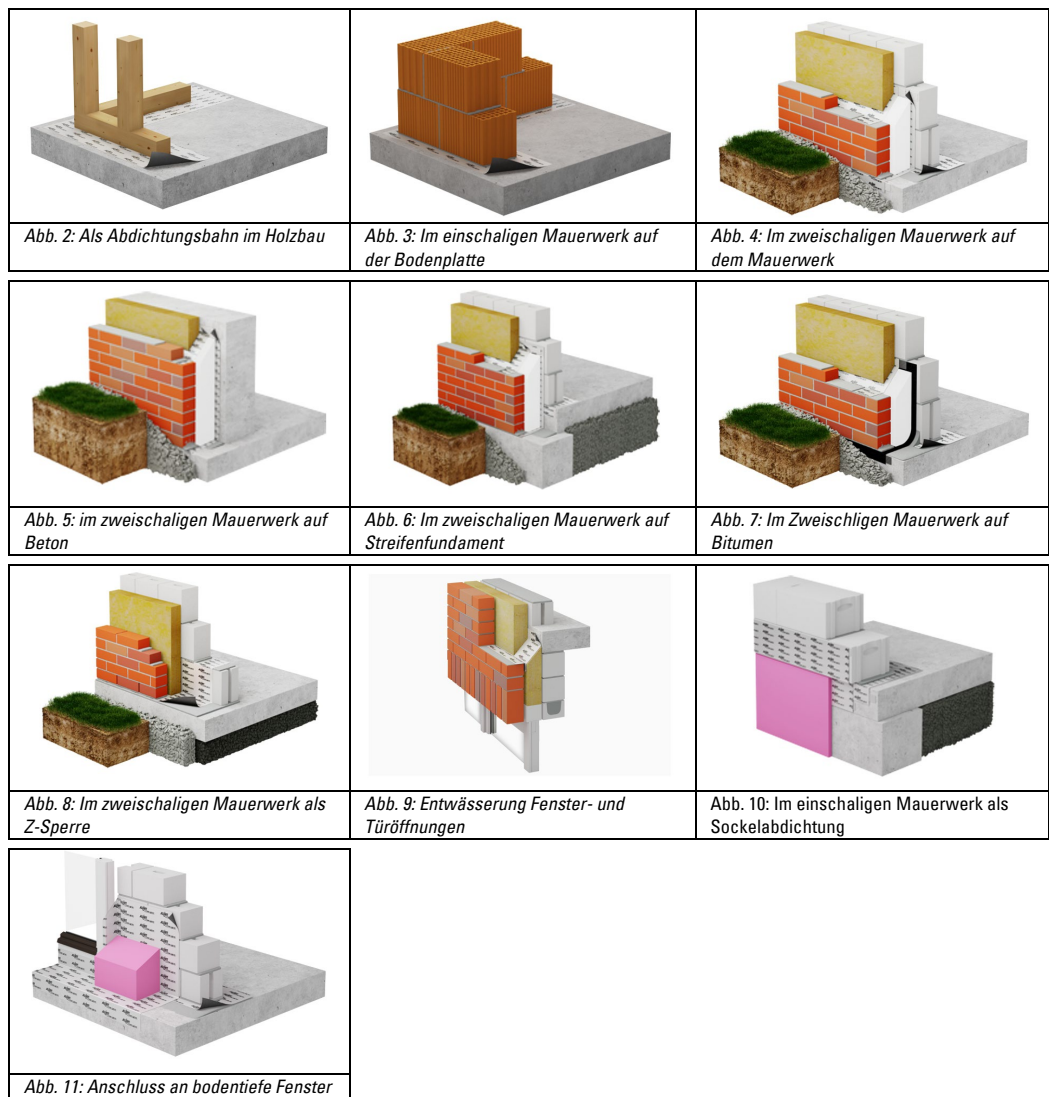 Abb. 2: Als Abdichtungsbahn im Holzbau
Abb. 3: Im einschaligen Mauerwerk auf
der Bodenplatte
Abb. 4: Im zweischaligen Mauerwerk auf
dem Mauerwerk
Abb. 5: im zweischaligen Mauerwerk auf
Beton
Abb. 6: Im zweischaligen Mauerwerk auf
Streifenfundament
Abb. 7: Im Zweischligen Mauerwerk auf
Bitumen
Abb. 8: Im zweischaligen Mauerwerk als
Z-Sperre
Abb. 9: Entwässerung Fenster- und
Türöffnungen
Abb. 10: Im einschaligen Mauerwerk als
Sockelabdichtung
Abb. 11: Anschluss an bodentiefe Fenster